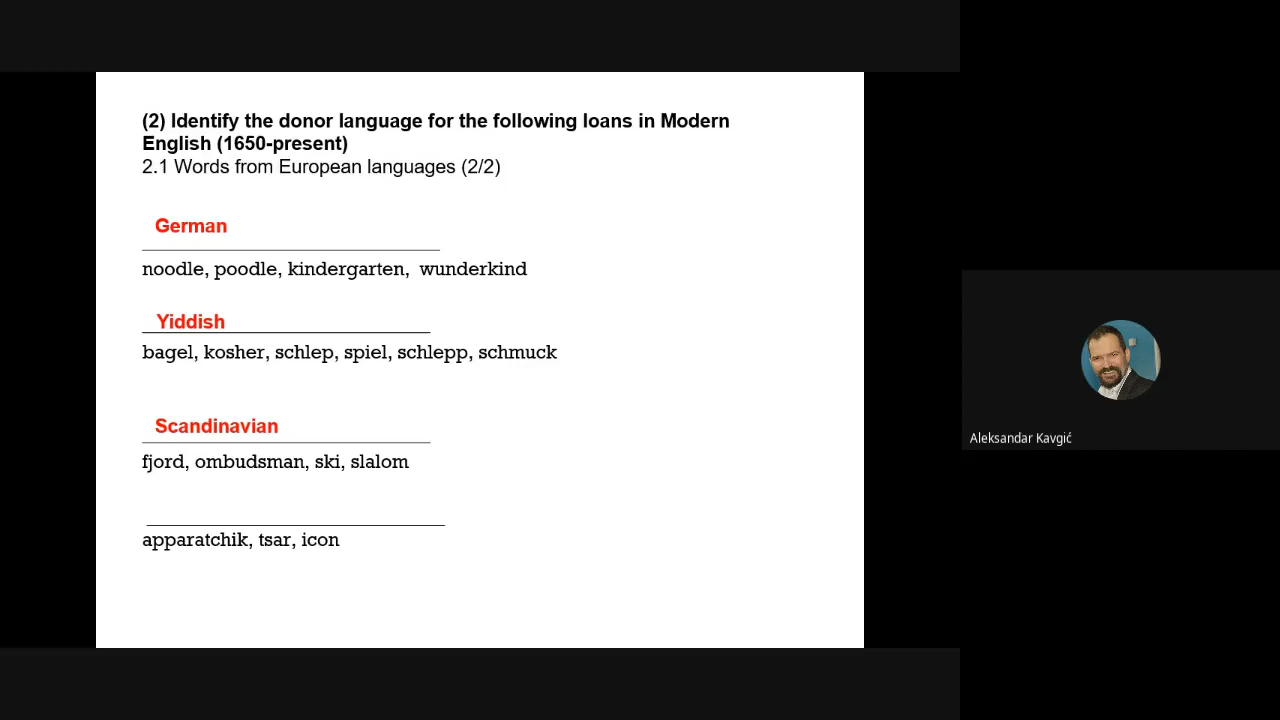 (2) Identify the donor language for the following loans in Modern
English (1650-present)
2.1 Words from European languages (2/2)
German
noodle, poodle, kindergarten, wunderkind
Yiddish
bagel, kosher, schlep, spiel, schlepp, schmuck
Scandinavian
fjord, ombudsman, ski, slalom
apparatchik, tsar, icon
Aleksandar Kavgić